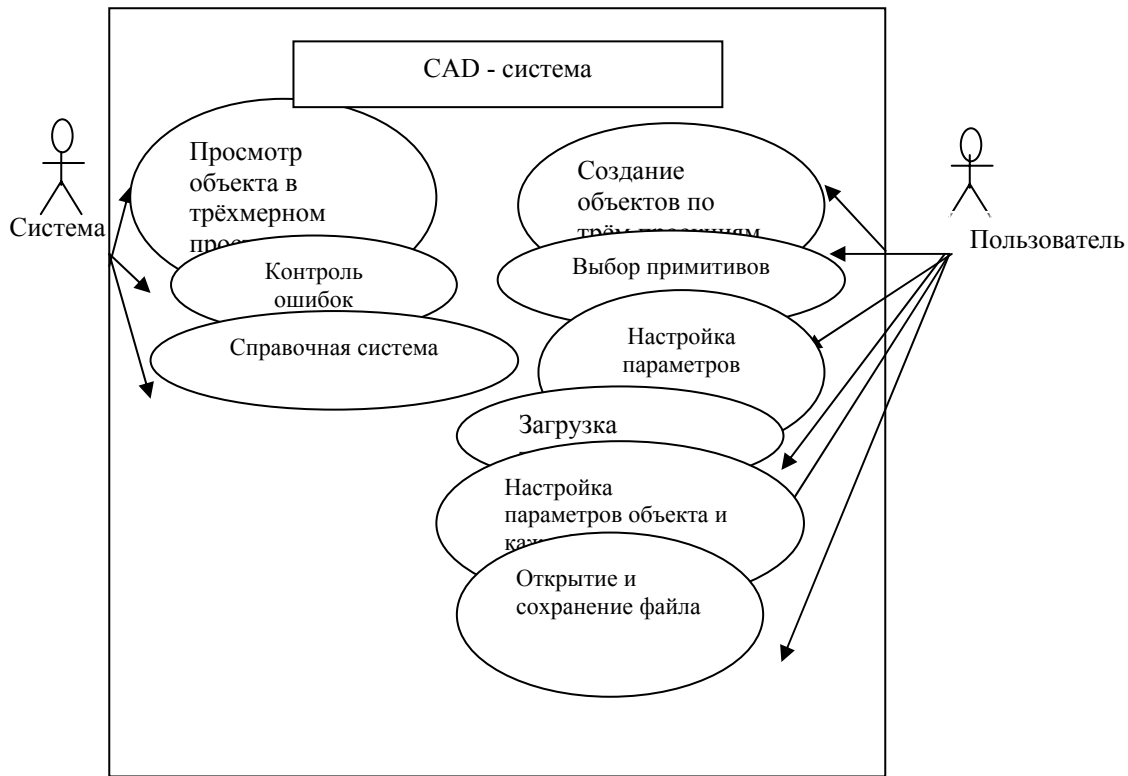 CAD - система
Система
Просмотр
объекта в
трёхмерном
Контроль
ошибок
Справочная система
Создание
объектов по
трём
Выбор примитивов
Настройка
параметров
Загрузка
Настройка
параметров объекта и
Открытие и
сохранение файла
Пользователь